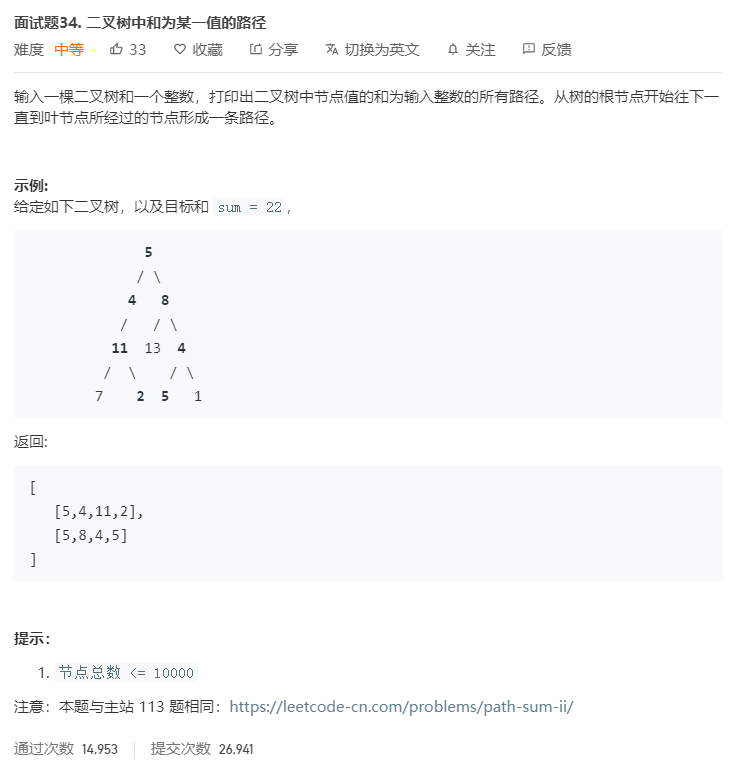 面试题34. 二叉树中和为某一值的路径
难度 中等 33 收藏 分享 切换为英文 关注 反馈
输入一棵二叉树和一个整数，打印出二叉树中节点值的和为输入整数的所有路径。从树的根节点开始往下一
直到叶节点所经过的节点形成一条路径。
示例:
给定如下二叉树，以及目标和 sum = 22，
5
/ \
4 8
/ / \
11 13 4
/ \ / \
7 2 5 1
返回:
[
[5,4,11,2],
[5,8,4,5]
]
提示：
1. 节点总数 <= 10000
注意：本题与主站 113 题相同：https://leetcode-cn.com/problems/path-sum-ii/
通过次数 14,953 提交次数 26,941